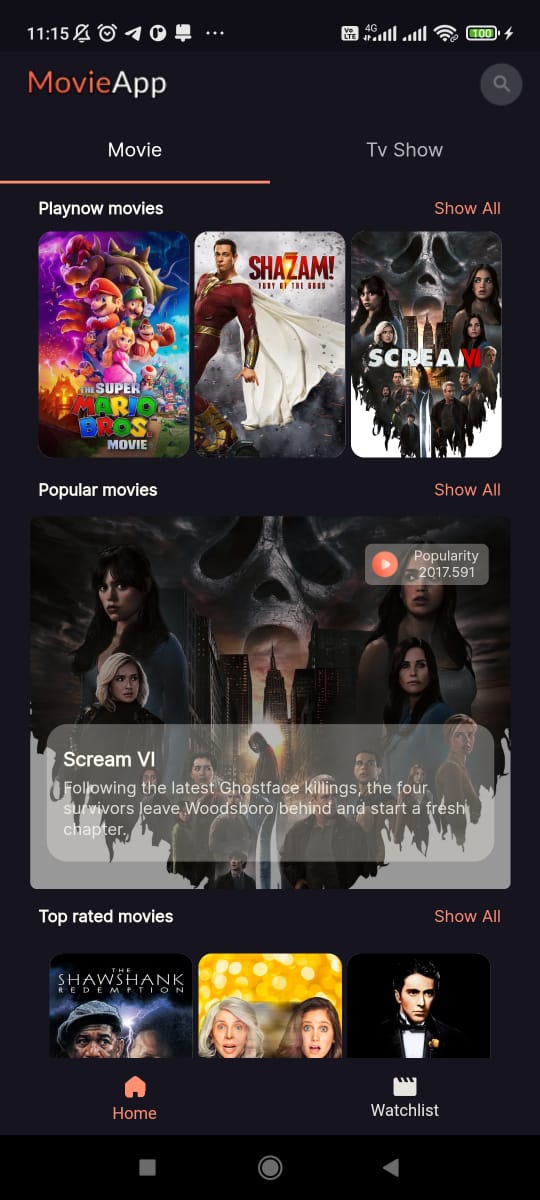 11:15
Vo LTE
4G
100
MovieApp
Movie
Tv Show
Playnow movies
Show All
THE SUPER
MARIO
BROS.
MOVIE
SHAZAM!
FURY OF THE GODS
SCREAM VI
Popular movies
Show All
Popularity
2017.591
Scream VI
Following the latest Ghostface killings, the four
survivors leave Woodsboro behind and start a fresh
chapter.
Top rated movies
Show All
THE
SHAWSHANK
REDEMPTION
Home
Watchlist